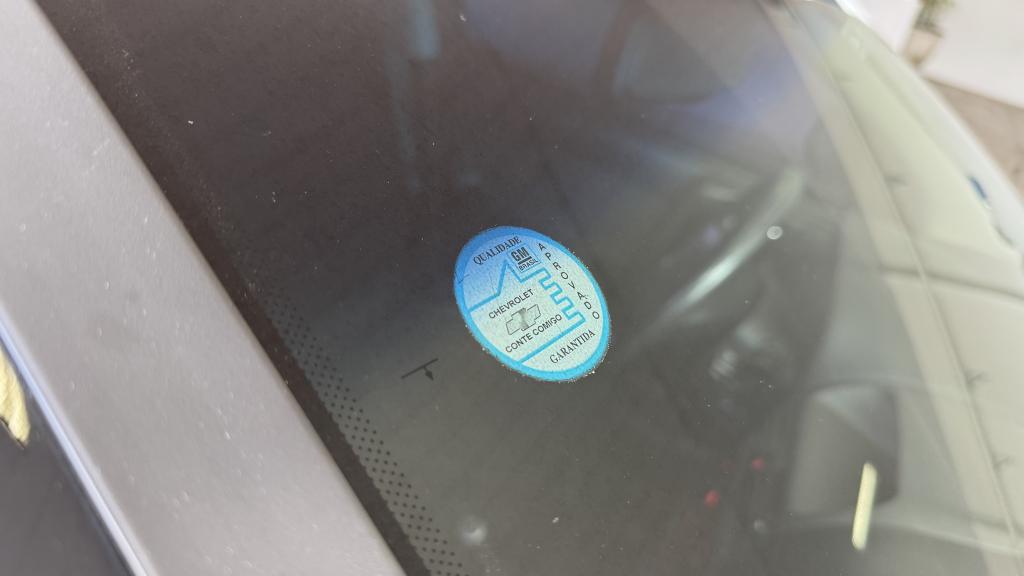 QUALIDADE
GM
BRASIL
APROVADO
CHEVROLET
CONTE COMIGO
GARANTIDA